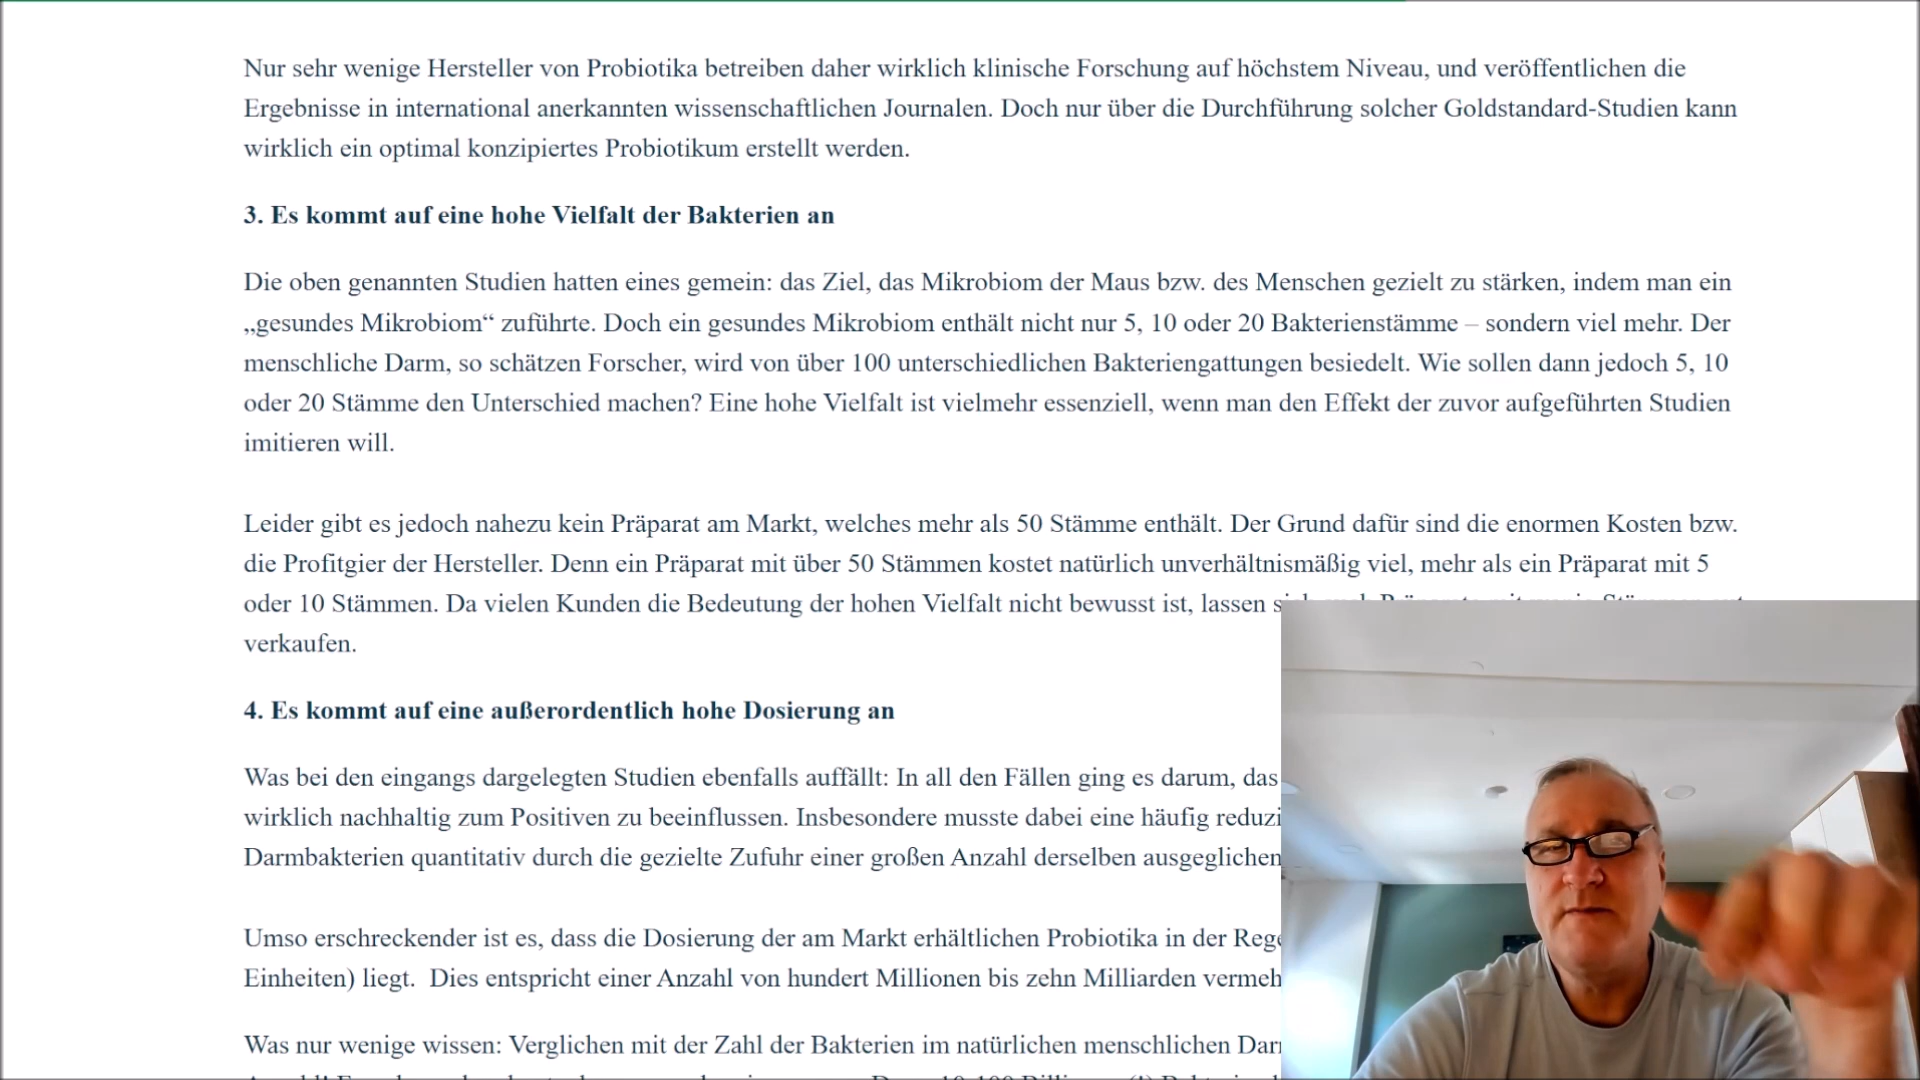 Nur sehr wenige Hersteller von Probiotika betreiben daher wirklich klinische Forschung auf höchstem Niveau, und veröffentlichen die
Ergebnisse in international anerkannten wissenschaftlichen Journalen. Doch nur über die Durchführung solcher Goldstandard-Studien kann
wirklich ein optimal konzipiertes Probiotikum erstellt werden.
3. Es kommt auf eine hohe Vielfalt der Bakterien an
Die oben genannten Studien hatten eines gemein: das Ziel, das Mikrobiom der Maus bzw. des Menschen gezielt zu stärken, indem man ein
„gesundes Mikrobiom“ zuführte. Doch ein gesundes Mikrobiom enthält nicht nur 5, 10 oder 20 Bakterienstämme – sondern viel mehr. Der
menschliche Darm, so schätzen Forscher, wird von über 100 unterschiedlichen Bakteriengattungen besiedelt. Wie sollen dann jedoch 5, 10
oder 20 Stämme den Unterschied machen? Eine hohe Vielfalt ist vielmehr essenziell, wenn man den Effekt der zuvor aufgeführten Studien
imitieren will.
Leider gibt es jedoch nahezu kein Präparat am Markt, welches mehr als 50 Stämme enthält. Der Grund dafür sind die enormen Kosten bzw.
die Profitgier der Hersteller. Denn ein Präparat mit über 50 Stämmen kostet natürlich unverhältnismäßig viel, mehr als ein Präparat mit 5
oder 10 Stämmen. Da vielen Kunden die Bedeutung der hohen Vielfalt nicht bewusst ist, lassen
verkaufen.
4. Es kommt auf eine außerordentlich hohe Dosierung an
Was bei den eingangs dargelegten Studien ebenfalls auffällt: In all den Fällen ging es darum, das
wirklich nachhaltig zum Positiven zu beeinflussen. Insbesondere musste dabei eine häufig
Darmbakterien quantitativ durch die gezielte Zufuhr einer großen Anzahl derselben ausgeglichen
Umso erschreckender ist es, dass die Dosierung der am Markt erhältlichen Probiotika in der
Einheiten) liegt. Dies entspricht einer Anzahl von hundert Millionen bis zehn Milliarden
Was nur wenige wissen: Verglichen mit der Zahl der Bakterien im natürlichen menschlichen